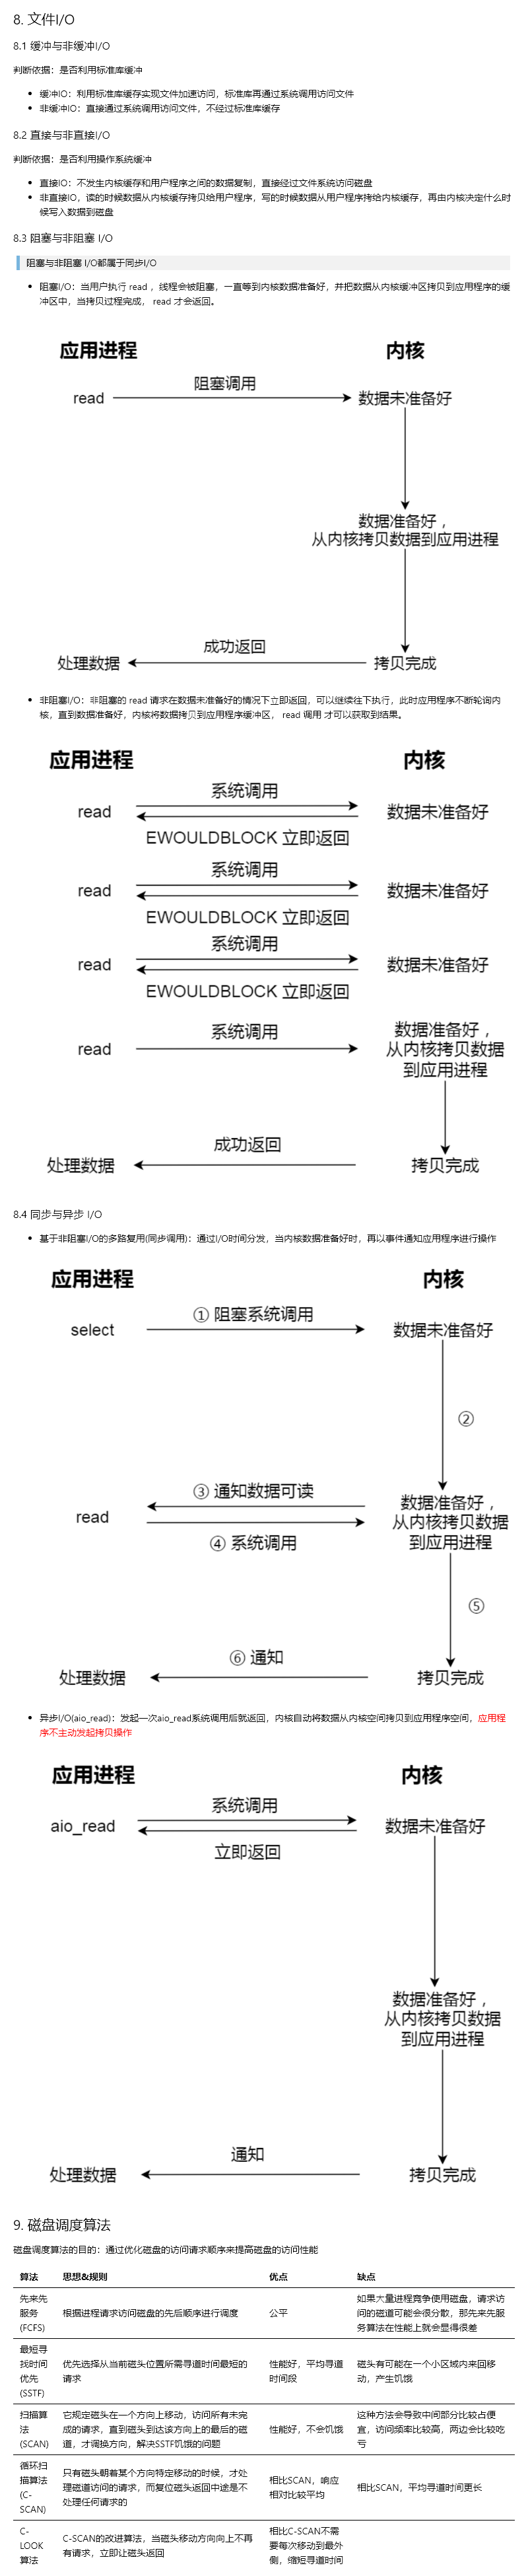 8. 文件I/O
8.1 缓冲与非缓冲I/O
判断依据：是否利用标准库缓冲
• 缓冲IO：利用标准库缓存实现文件加速访问，标准库再通过系统调用访问文件
• 非缓冲IO：直接通过系统调用访问文件，不经过标准库缓存
8.2 直接与非直接I/O
判断依据：是否利用操作系统缓冲
• 直接IO：不发生内核缓存和用户程序之间的数据复制，直接经过文件系统访问磁盘
• 非直接IO，读的时候数据从内核缓存拷贝给用户程序，写的时候数据从用户程序拷给内核缓存，再由内核决定什么时
候写入数据到磁盘
8.3 阻塞与非阻塞 I/O
阻塞与非阻塞 I/O都属于同步I/O
• 阻塞I/O：当用户执行 read ，线程会被阻塞，一直等到内核数据准备好，并把数据从内核缓冲区拷贝到应用程序的缓
冲区中，当拷贝过程完成， read 才会返回。
应用进程 内核
read 阻塞调用 数据未准备好
数据准备好，
从内核拷贝数据到应用进程
处理数据 成功返回 拷贝完成
• 非阻塞I/O：非阻塞的 read 请求在数据未准备好的情况下立即返回，可以继续往下执行，此时应用程序不断轮询内
核，直到数据准备好，内核将数据拷贝到应用程序缓冲区， read 调用 才可以获取到结果。
应用进程 内核
系统调用
read 数据未准备好
EWOULDBLOCK 立即返回
系统调用
read 数据未准备好
EWOULDBLOCK 立即返回
系统调用
read 数据未准备好
EWOULDBLOCK 立即返回
系统调用 数据准备好，
read 从内核拷贝数据
到应用进程
成功返回
处理数据 拷贝完成
8.4 同步与异步 I/O
• 基于非阻塞I/O的多路复用(同步调用)：通过I/O时间分发，当内核数据准备好时，再以事件通知应用程序进行操作
应用进程 内核
① 阻塞系统调用
select 数据未准备好
②
③ 通知数据可读 数据准备好，
read 从内核拷贝数据
④ 系统调用 到应用进程
⑤
⑥ 通知
处理数据 拷贝完成
• 异步I/O(aio_read)：发起一次aio_read系统调用后就返回，内核自动将数据从内核空间拷贝到应用程序空间，应用程
序不主动发起拷贝操作
应用进程 内核
系统调用
aio_read 数据未准备好
立即返回
数据准备好，
从内核拷贝数据
到应用进程
通知
处理数据 拷贝完成
9. 磁盘调度算法
磁盘调度算法的目的：通过优化磁盘的访问请求顺序来提高磁盘的访问性能
算法 思想&规则 优点 缺点
先来先
服务
(FCFS)
根据进程请求访问磁盘的先后顺序进行调度
公平
如果大量进程竞争使用磁盘，请求访
问的磁道可能会很分散，那先来先服
务算法在性能上就会显得很差
最短寻
找时间
优先
(SSTF)
优先选择从当前磁头位置所需寻道时间最短的
请求
性能好，平均寻道
时间段
磁头有可能在一个小区域内来回移
动，产生饥饿
扫描算
法
(SCAN)
它规定磁头在一个方向上移动，访问所有未完
成的请求，直到磁头到达该方向上的最后的磁
道，才调换方向，解决SSTF饥饿的问题
性能好，不会饥饿
这种方法会导致中间部分比较占便
宜，访问频率比较高，两边会比较吃
亏
循环扫
描算法
(C-
SCAN)
只有磁头朝着某个方向特定移动的时候，才处
理磁道访问的请求，而复位磁头返回中途是不
处理任何请求的
相比SCAN，响应
相对比较平均
相比SCAN，平均寻道时间更长
C-
LOOK
算法
C-SCAN的改进算法，当磁头移动方向向上不再
有请求，立即让磁头返回
相比C-SCAN不需
要每次移动到最外
侧，缩短寻道时间